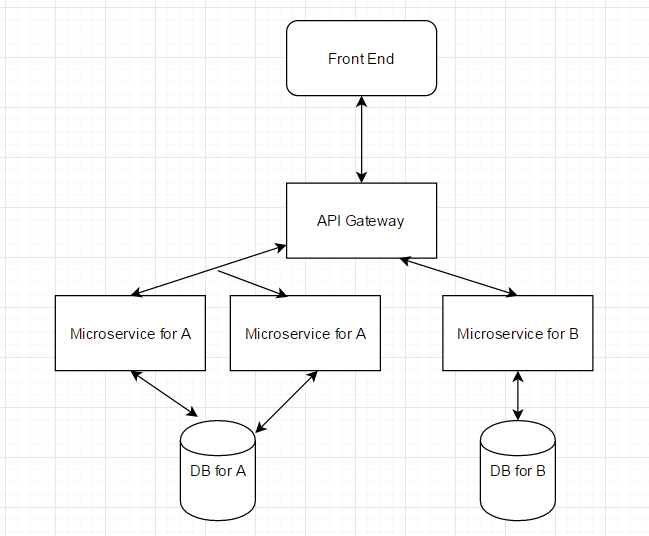 Front End
API Gateway
Microservice for A
Microservice for A
Microservice for B
DB for A
DB for B